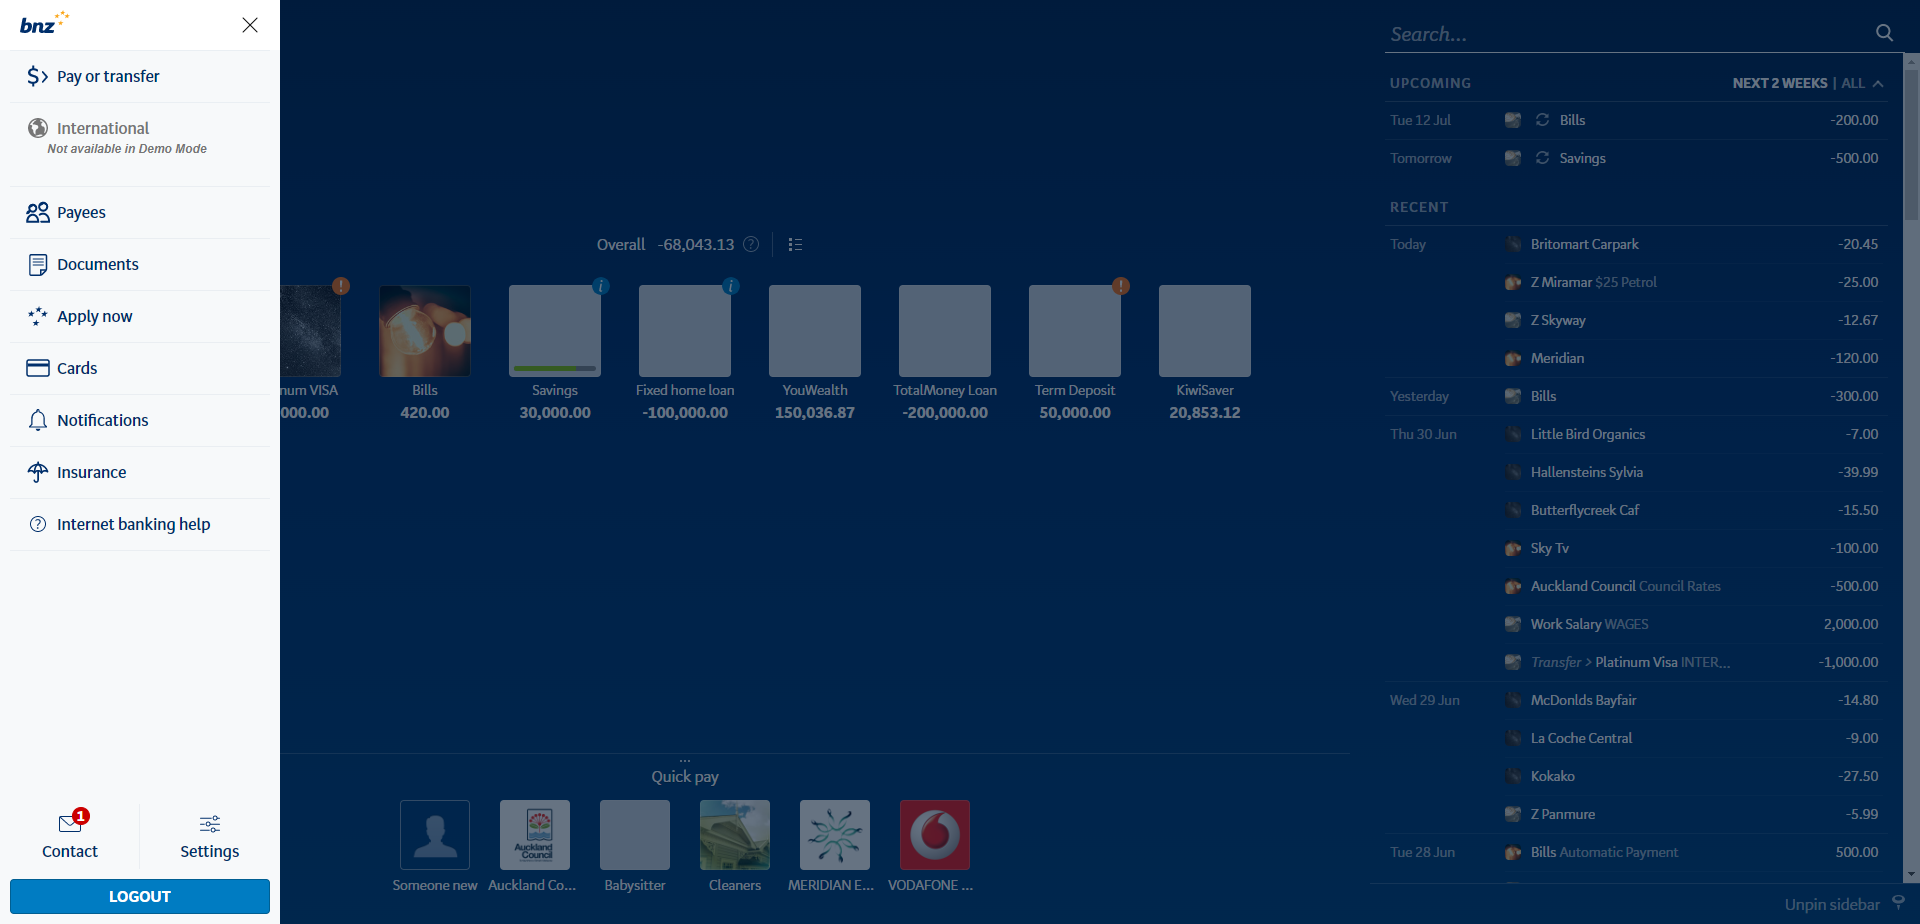 bnz
Pay or transfer
International
Not available in Demo Mode
Payees
Documents
Apply now
Cards
Notifications
Insurance
Internet banking help
1
Contact
Settings
LOGOUT
Overall -68,043.13 ?
! i i !
num VISA Bills Savings Fixed home loan YouWealth TotalMoney Loan Term Deposit KiwiSaver
000.00 420.00 30,000.00 -100,000.00 150,036.87 -200,000.00 50,000.00 20,853.12
...
Quick pay
Auckland
Council
Someone new Auckland Co... Babysitter Cleaners MERIDIAN E... VODAFONE ...
Search...
UPCOMING NEXT 2 WEEKS | ALL
Tue 12 Jul Bills -200.00
Tomorrow Savings -500.00
RECENT
Today Britomart Carpark -20.45
Z Miramar $25 Petrol -25.00
Z Skyway -12.67
Meridian -120.00
Yesterday Bills -300.00
Thu 30 Jun Little Bird Organics -7.00
Hallensteins Sylvia -39.99
Butterflycreek Caf -15.50
Sky Tv -100.00
Auckland Council Council Rates -500.00
Work Salary WAGES 2,000.00
Transfer > Platinum Visa INTER... -1,000.00
Wed 29 Jun McDonlds Bayfair -14.80
La Coche Central -9.00
Kokako -27.50
Z Panmure -5.99
Tue 28 Jun Bills Automatic Payment 500.00
Unpin sidebar